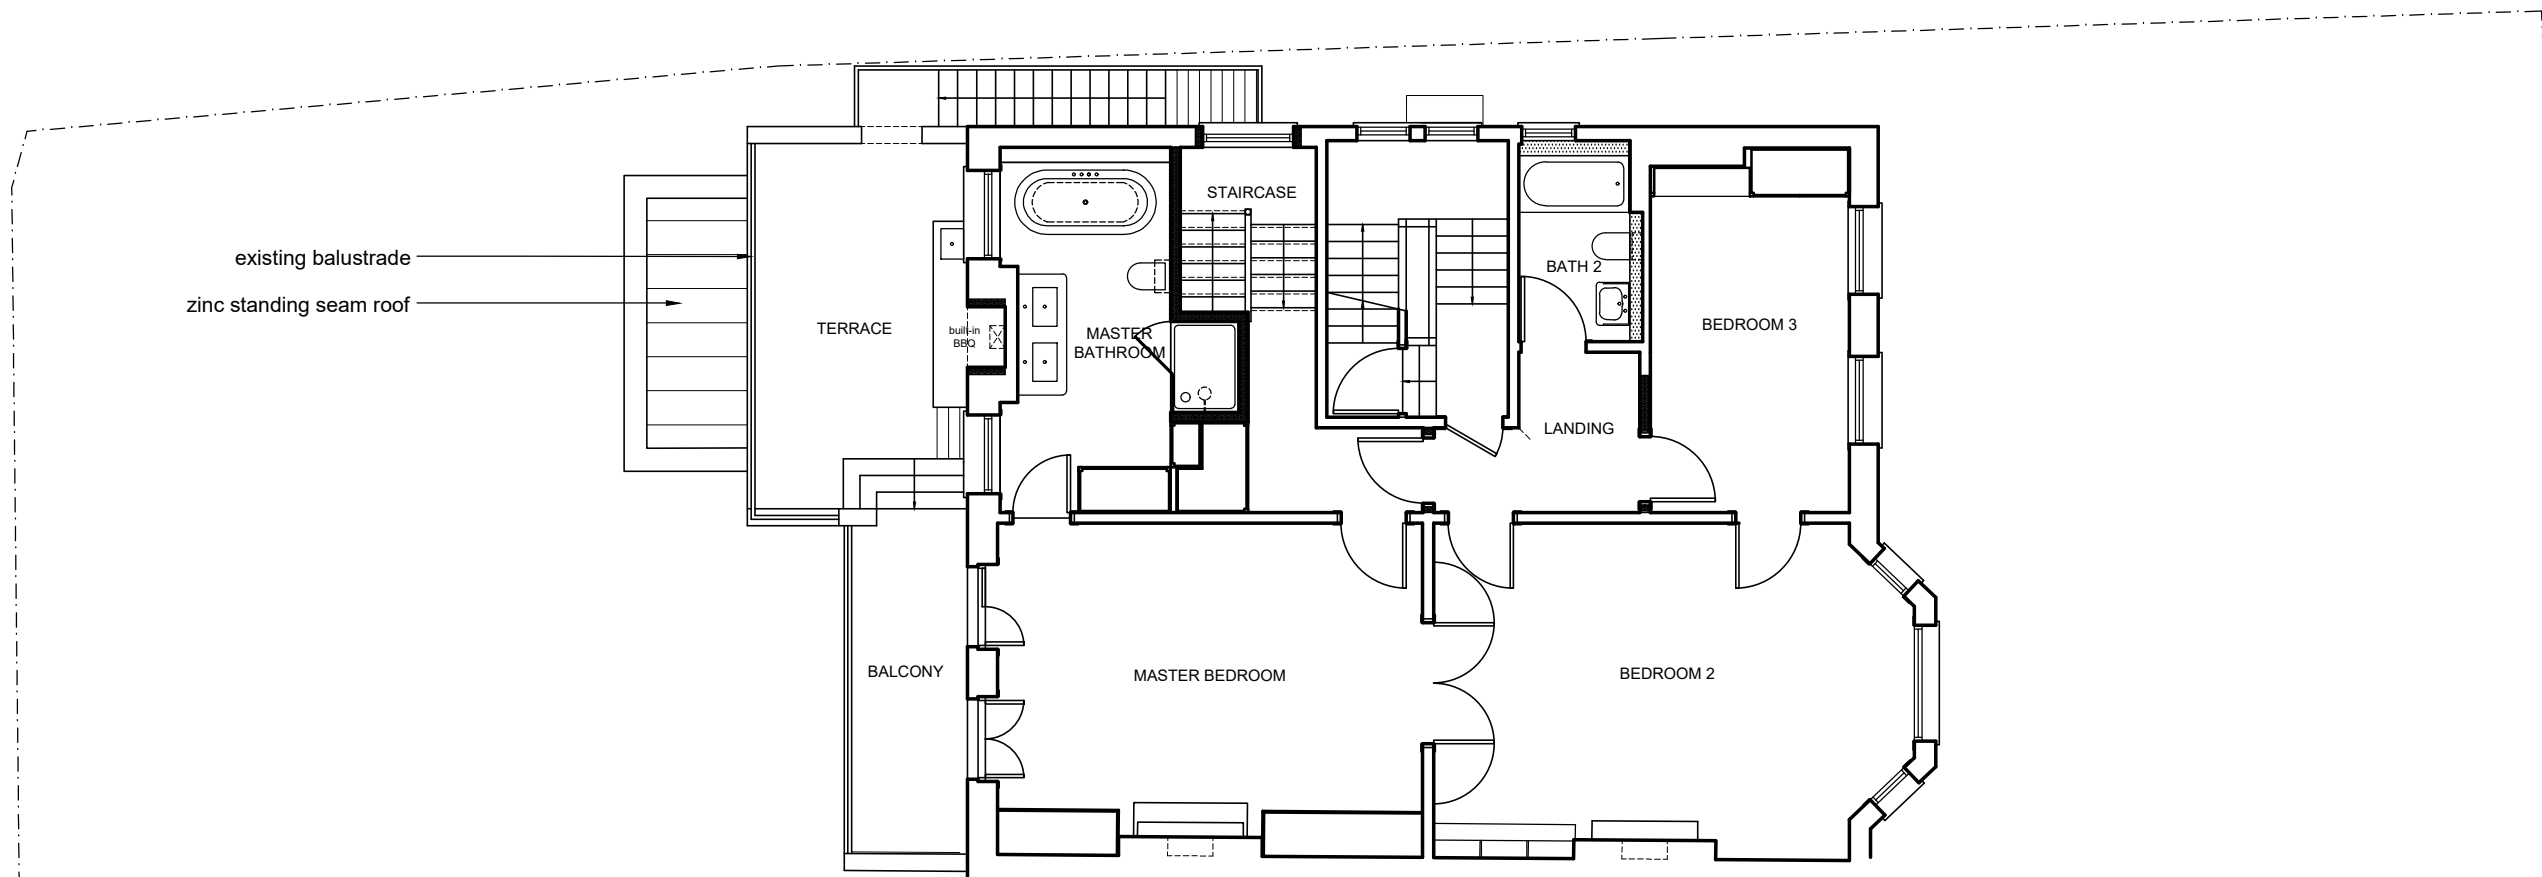 STAIRCASE
existing balustrade
zinc standing seam roof
TERRACE
built-in
BBQ
MASTER
BATHROOM
BATH 2
BEDROOM 3
LANDING
BALCONY
MASTER BEDROOM
BEDROOM 2